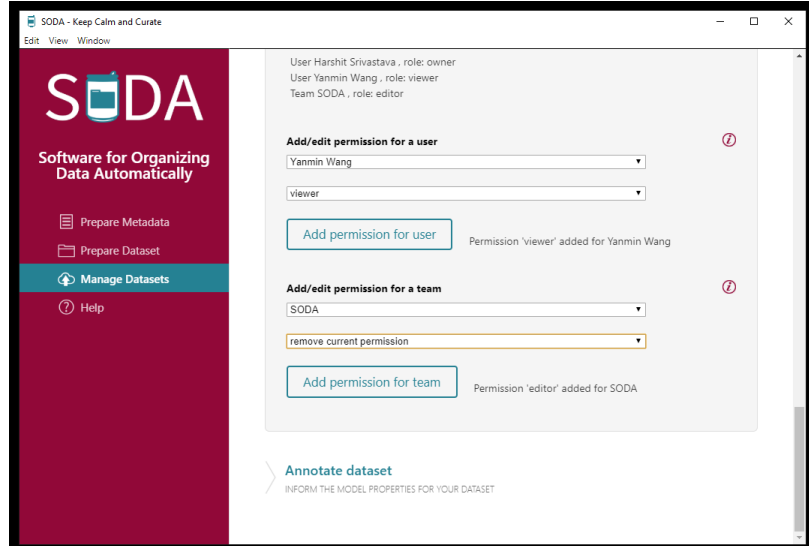 SODA - Keep Calm and Curate
Edit View Window
SODA
Software for Organizing
Data Automatically
Prepare Metadata
Prepare Dataset
Manage Datasets
Help
User Harshit Srivastava , role: owner
User Yanmin Wang , role: viewer
Team SODA , role: editor
Add/edit permission for a user
Yanmin Wang
viewer
Add permission for user
Permission 'viewer' added for Yanmin Wang
Add/edit permission for a team
SODA
remove current permission
Add permission for team
Permission 'editor' added for SODA
Annotate dataset
INFORM THE MODEL PROPERTIES FOR YOUR DATASET